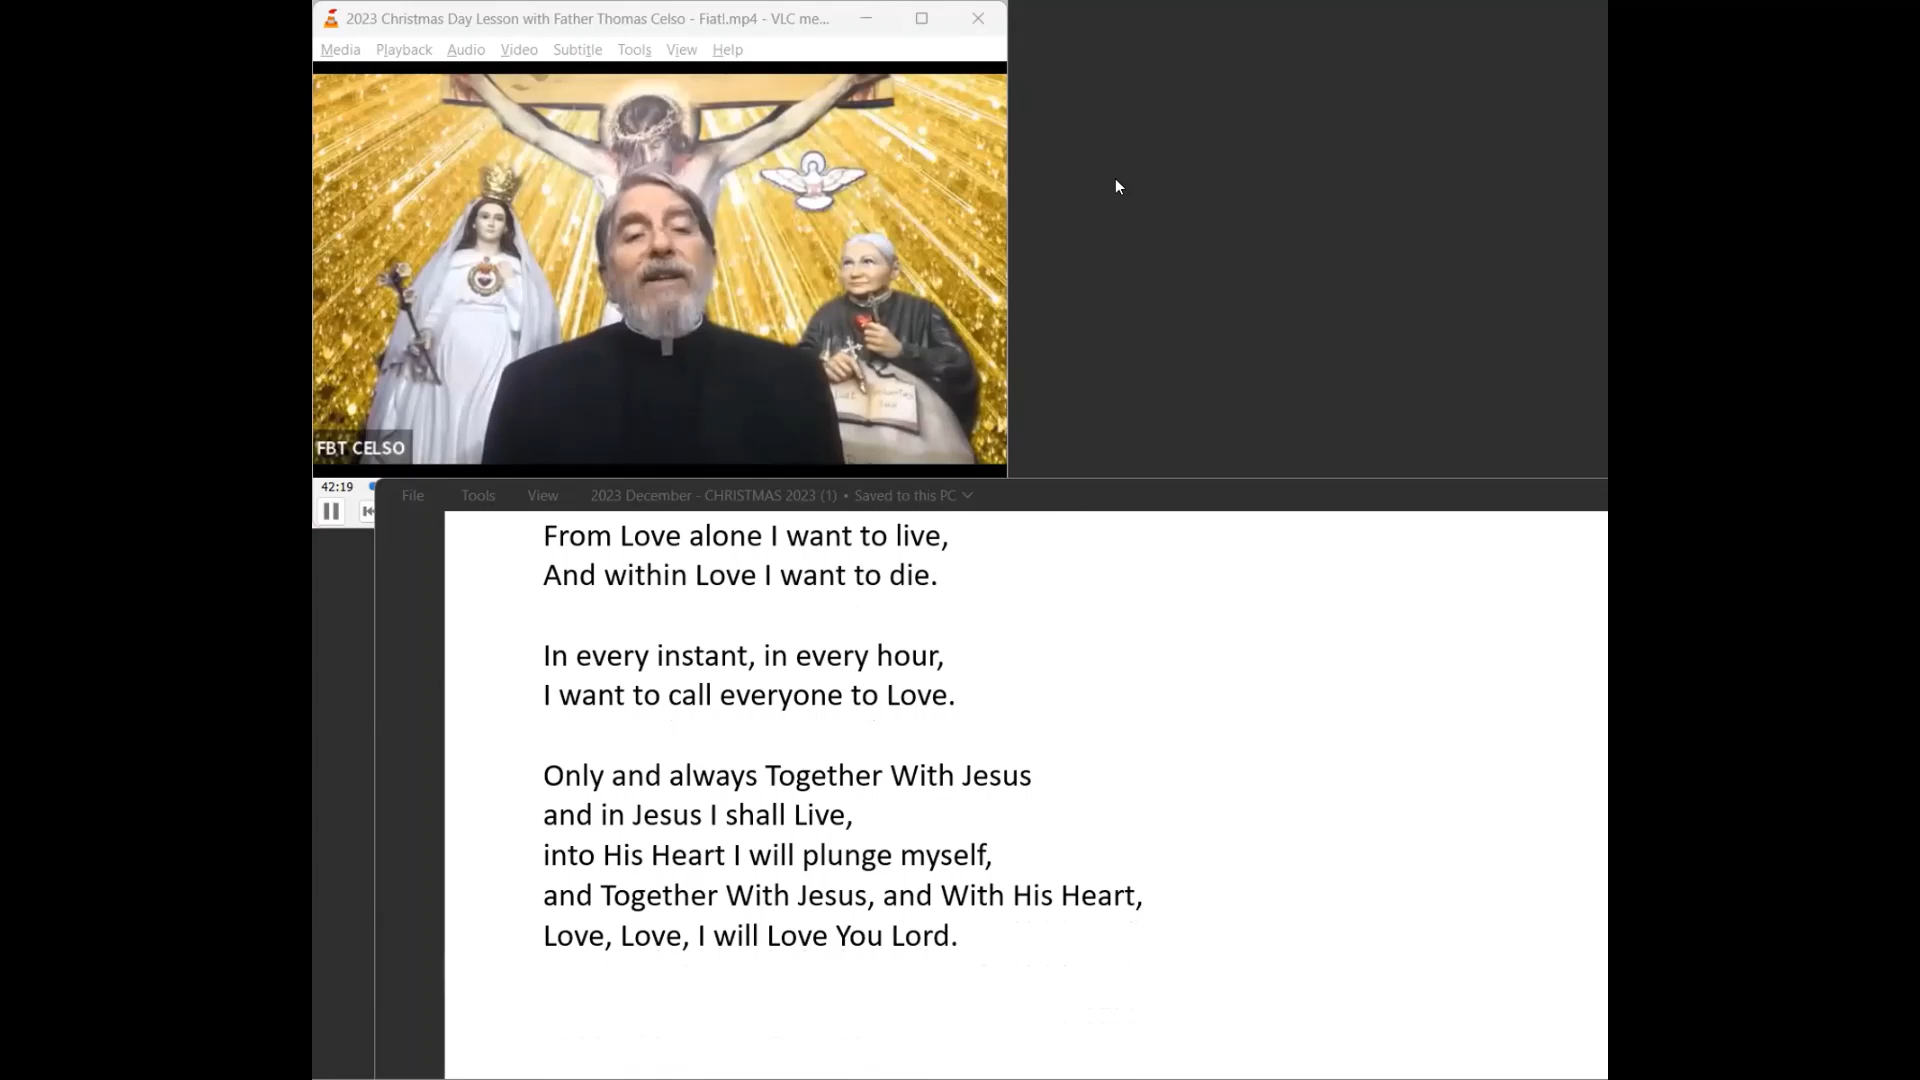 2023 Christmas Day Lesson with Father Thomas Celso - Fiat!.mp4 - VLC me...
Media Playback Audio Video Subtitle Tools View Help
FBT CELSO
42:19
File Tools View 2023 December - CHRISTMAS 2023 (1) • Saved to this PC
From Love alone I want to live,
And within Love I want to die.
In every instant, in every hour,
I want to call everyone to Love.
Only and always Together With Jesus
and in Jesus I shall Live,
into His Heart I will plunge myself,
and Together With Jesus, and With His Heart,
Love, Love, I will Love You Lord.